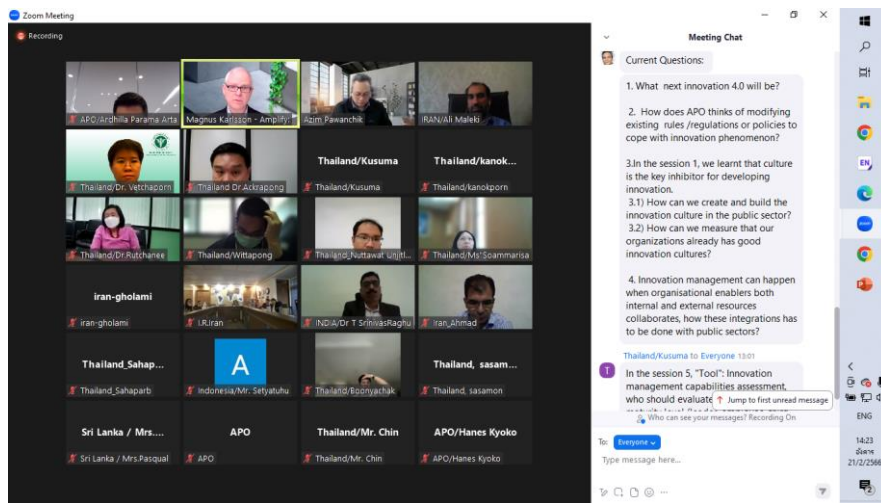 Zoom Meeting
Recording
Meeting Chat
APO/Ardhilla Parama Arta
Magnus Karlsson - Amplify:
Azim Pawanchik
IRAN/Ali Maleki
Thailand/Dr. Vetchaporn
Thailand Dr.Ackrapong
Thailand/Kusuma
Thailand/Kusuma
Thailand/kanok...
Thailand/kanokporn
Thailand/Dr.Rutchanee
Thailand/Wittapong
Thailand_Nuttawat Unjitl...
Thailand/Ms'Soammarisa
iran-gholami
iran-gholami
I.R.Iran
INDIA/Dr T SrinivasRaghu
Iran_Ahmad
Thailand_Sahap...
Thailand_Sahaparb
A
Indonesia/Mr. Setyatuhu
Thailand/Boonyachak
Thailand, sasam...
Thailand, sasamon
Sri Lanka / Mrs....
Sri Lanka / Mrs.Pasqual
APO
APO
Thailand/Mr. Chin
Thailand/Mr. Chin
APO/Hanes Kyoko
APO/Hanes Kyoko
Current Questions:
1. What next innovation 4.0 will be?
2. How does APO thinks of modifying
existing rules /regulations or policies to
cope with innovation phenomenon?
3.In the session 1, we learnt that culture
is the key inhibitor for developing
innovation.
3.1) How can we create and build the
innovation culture in the public sector?
3.2) How can we measure that our
organizations already has good
innovation cultures?
4. Innovation management can happen
when organisational enablers both
internal and external resources
collaborates, how these integrations has
to be done with public sectors?
Thailand/Kusuma to Everyone 13:01
T
In the session 5, "Tool": Innovation
management capabilities assessment,
who should evaluate
Jump to first unread message
Who can see your messages? Recording On
To: Everyone
Type message here...
EN
ENG
14:23
อังคาร
21/2/2566
2